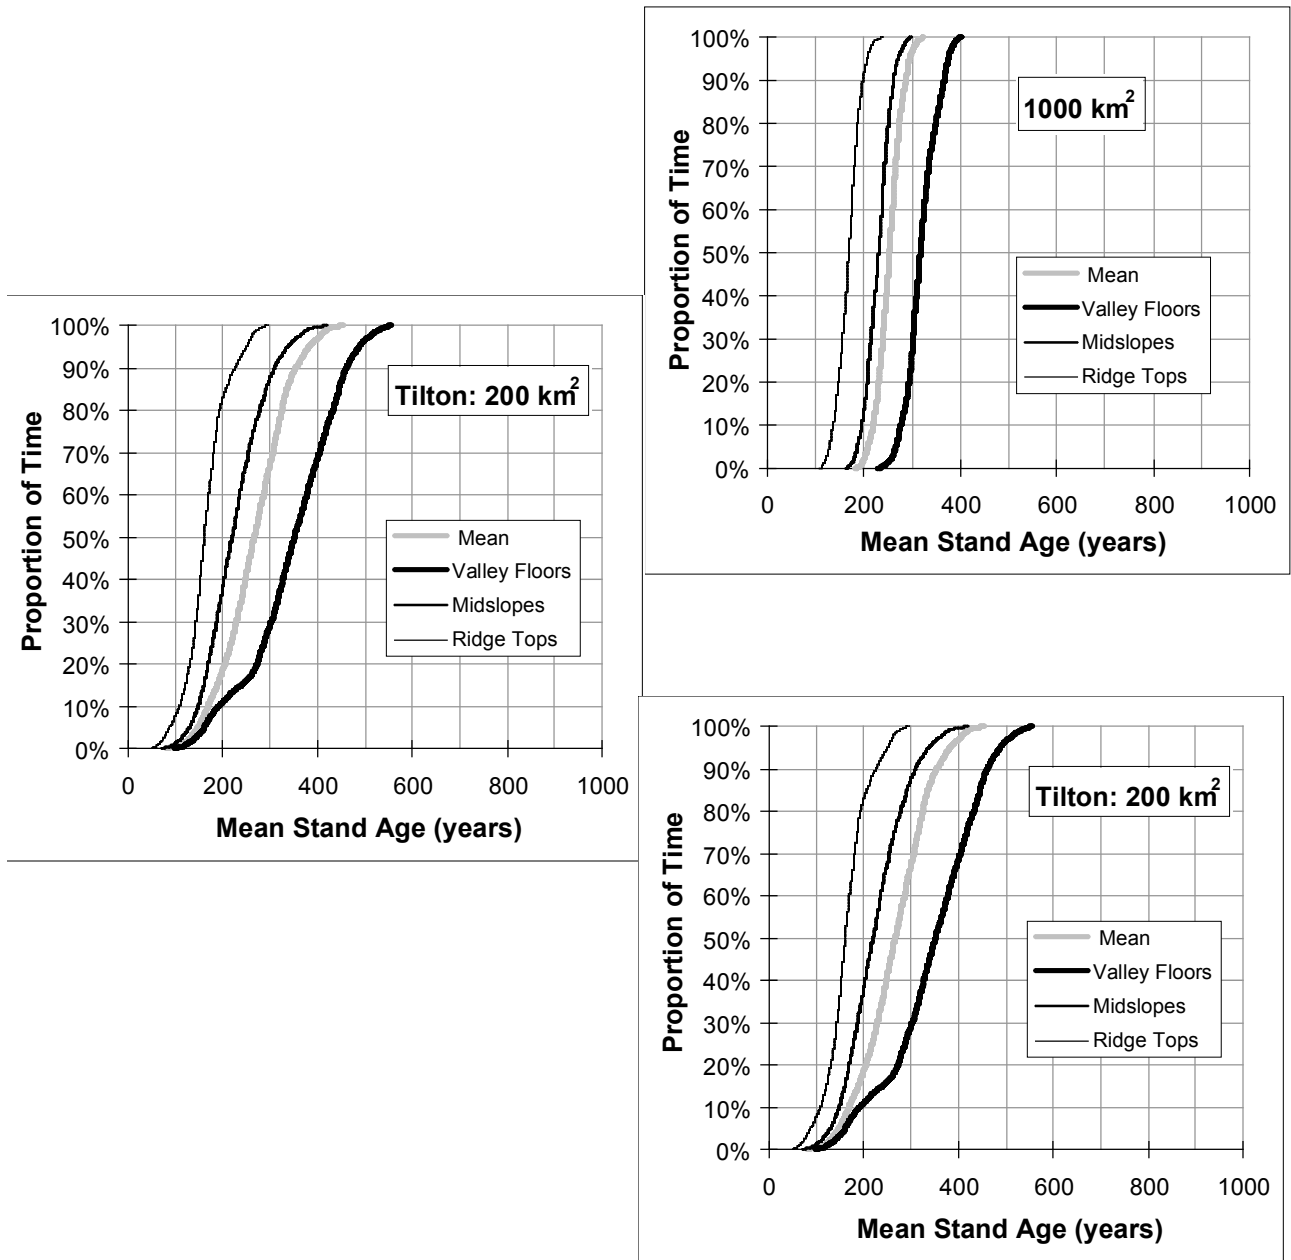 100%
90%
80%
70%
60%
50%
40%
30%
20%
10%
0%
0 200 400 600 800 1000
Proportion of Time
Mean Stand Age (years)
1000 km²
Mean
Valley Floors
Midslopes
Ridge Tops
100%
90%
80%
70%
60%
50%
40%
30%
20%
10%
0%
0 200 400 600 800 1000
Proportion of Time
Mean Stand Age (years)
Tilton: 200 km²
Mean
Valley Floors
Midslopes
Ridge Tops
100%
90%
80%
70%
60%
50%
40%
30%
20%
10%
0%
0 200 400 600 800 1000
Proportion of Time
Mean Stand Age (years)
Tilton: 200 km²
Mean
Valley Floors
Midslopes
Ridge Tops